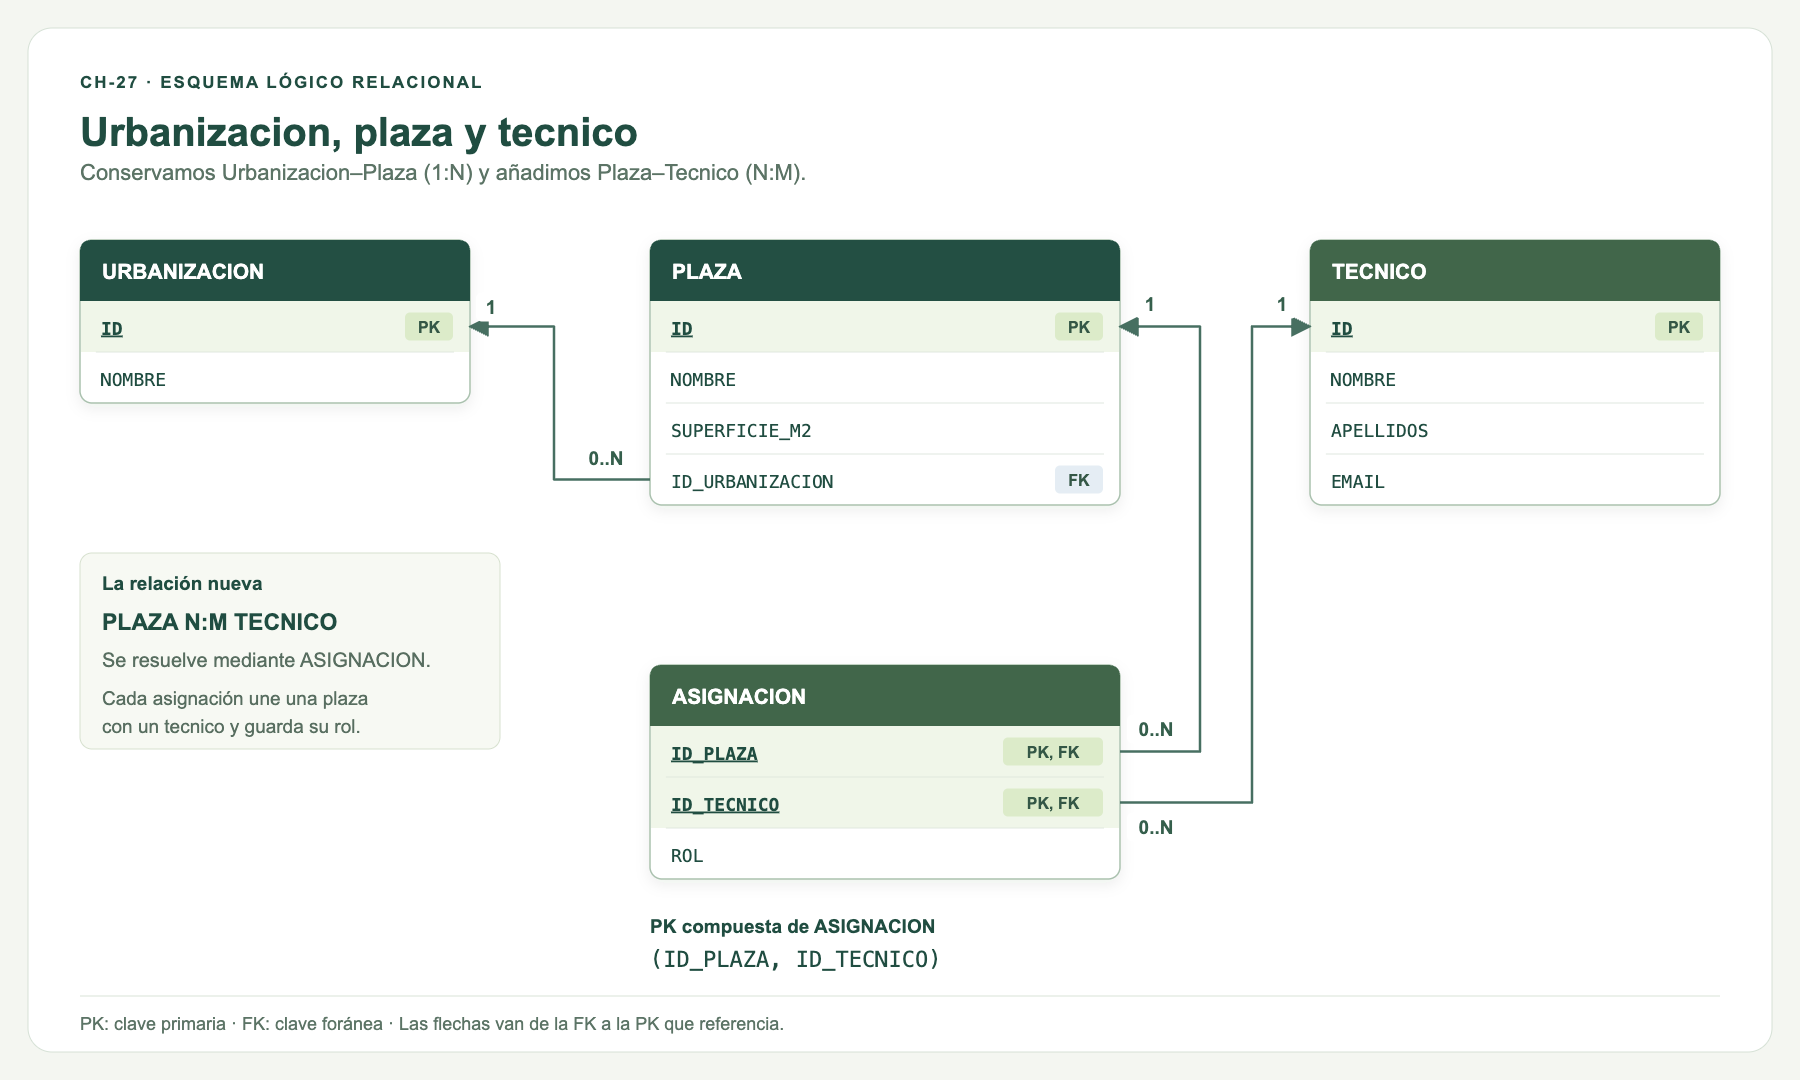 CH-27 · ESQUEMA LÓGICO RELACIONAL
Urbanizacion, plaza y tecnico
Conservamos Urbanizacion–Plaza (1:N) y añadimos Plaza–Tecnico (N:M).
URBANIZACION
ID PK
NOMBRE
1
0..N
PLAZA
ID PK
NOMBRE
SUPERFICIE_M2
ID_URBANIZACION FK
1
1
TECNICO
ID PK
NOMBRE
APELLIDOS
EMAIL
La relación nueva
PLAZA N:M TECNICO
Se resuelve mediante ASIGNACION.
Cada asignación une una plaza
con un tecnico y guarda su rol.
ASIGNACION
ID_PLAZA PK, FK
ID_TECNICO PK, FK
ROL
0..N
0..N
PK compuesta de ASIGNACION
(ID_PLAZA, ID_TECNICO)
PK: clave primaria · FK: clave foránea · Las flechas van de la FK a la PK que referencia.